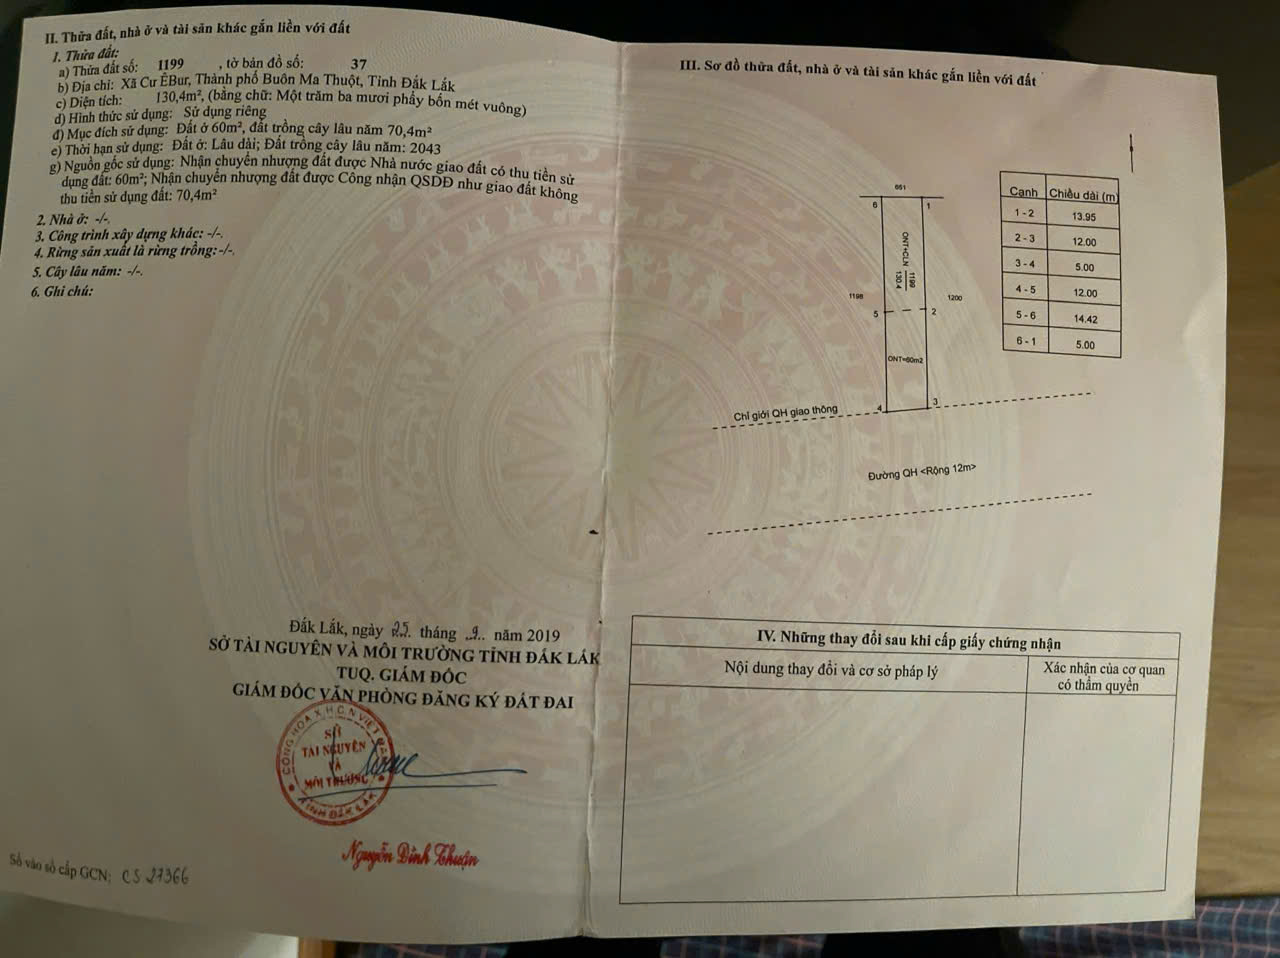 II. Thửa đất, nhà ở và tài sản khác gắn liền với đất
1. Thửa đất:
a) Thửa đất số: 1199 , tờ bản đồ số: 37
b) Địa chỉ: Xã Cư ÊBur, Thành phố Buôn Ma Thuột, Tỉnh Đắk Lắk
c) Diện tích: 130,4m², (bằng chữ: Một trăm ba mươi phẩy bốn mét vuông)
d) Hình thức sử dụng: Sử dụng riêng
đ) Mục đích sử dụng: Đất ở 60m², đất trồng cây lâu năm 70,4m²
e) Thời hạn sử dụng: Đất ở: Lâu dài; Đất trồng cây lâu năm: 2043
g) Nguồn gốc sử dụng: Nhận chuyển nhượng đất được Nhà nước giao đất có thu tiền sử
dụng đất: 60m²; Nhận chuyển nhượng đất được Công nhận QSDĐ như giao đất không
thu tiền sử dụng đất: 70,4m²
2. Nhà ở: -/-.
3. Công trình xây dựng khác: -/-.
4. Rừng sản xuất là rừng trồng: -/-.
5. Cây lâu năm: -/-.
6. Ghi chú:
Đắk Lắk, ngày 25 tháng 9 năm 2019
SỞ TÀI NGUYÊN VÀ MÔI TRƯỜNG TỈNH ĐẮK LẮK
TUQ. GIÁM ĐỐC
GIÁM ĐỐC VĂN PHÒNG ĐĂNG KÝ ĐẤT ĐAI
CỘNG HÒA X.H.C.N VIỆT NAM
SỞ
TÀI NGUYÊN
VÀ
MÔI TRƯỜNG
TỈNH ĐẮK LẮK
Nguyễn Đình Thuận
Số vào sổ cấp GCN: CS 27366
III. Sơ đồ thửa đất, nhà ở và tài sản khác gắn liền với đất
651
6
1
ONT+CLN 1199
130.4
1198
1200
5
2
ONT=60m2
4
3
Chỉ giới QH giao thông
Đường QH <Rộng 12m>
Cạnh Chiều dài (m)
1 - 2 13.95
2 - 3 12.00
3 - 4 5.00
4 - 5 12.00
5 - 6 14.42
6 - 1 5.00
IV. Những thay đổi sau khi cấp giấy chứng nhận
Nội dung thay đổi và cơ sở pháp lý
Xác nhận của cơ quan
có thẩm quyền